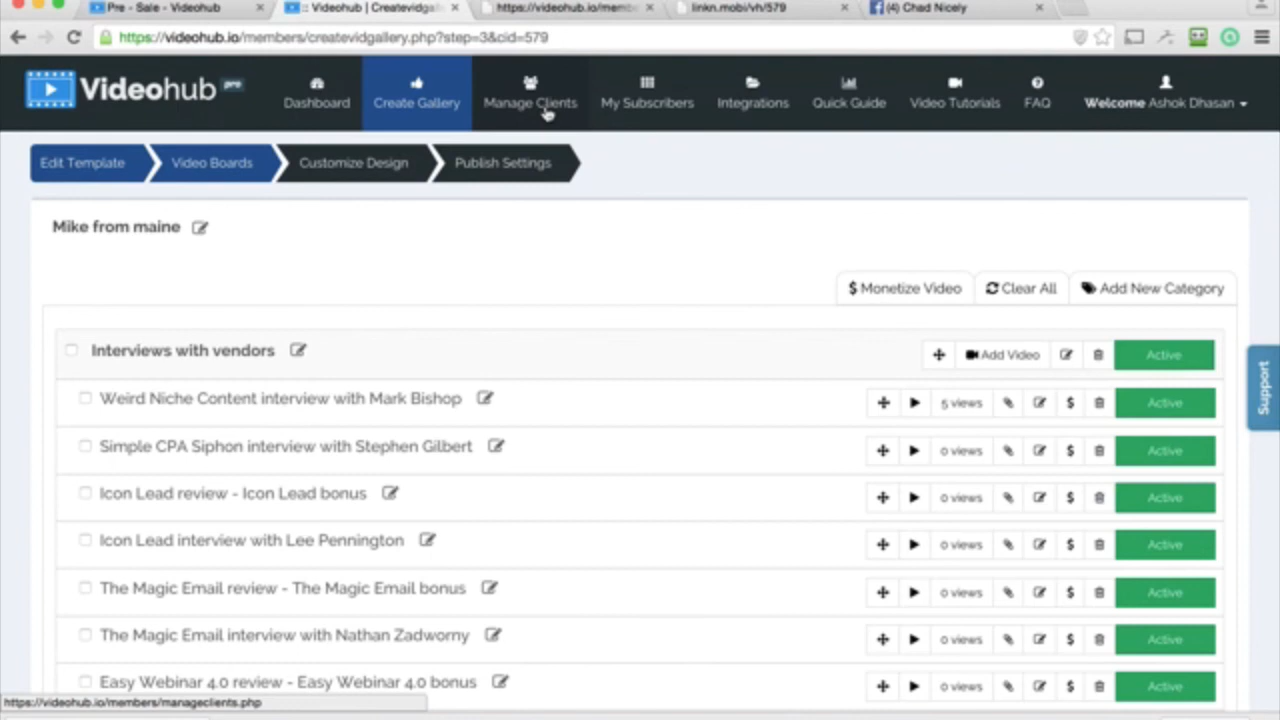 Pre - Sale - Videohub
:: Videohub | Createvidgall
https://videohub.io/memb
linkn.mobi/vh/579
(4) Chad Nicely
https://videohub.io/members/createvidgallery.php?step=3&cid=579
Videohub pro
Dashboard
Create Gallery
Manage Clients
My Subscribers
Integrations
Quick Guide
Video Tutorials
FAQ
Welcome Ashok Dhasan
Edit Template
Video Boards
Customize Design
Publish Settings
Mike from maine
$ Monetize Video
Clear All
Add New Category
Interviews with vendors
Add Video
Active
Weird Niche Content interview with Mark Bishop
5 views
$
Active
Simple CPA Siphon interview with Stephen Gilbert
0 views
$
Active
Icon Lead review - Icon Lead bonus
0 views
$
Active
Icon Lead interview with Lee Pennington
0 views
$
Active
The Magic Email review - The Magic Email bonus
0 views
$
Active
The Magic Email interview with Nathan Zadworny
0 views
$
Active
Easy Webinar 4.0 review - Easy Webinar 4.0 bonus
0 views
$
Active
Support
https://videohub.io/members/manageclients.php